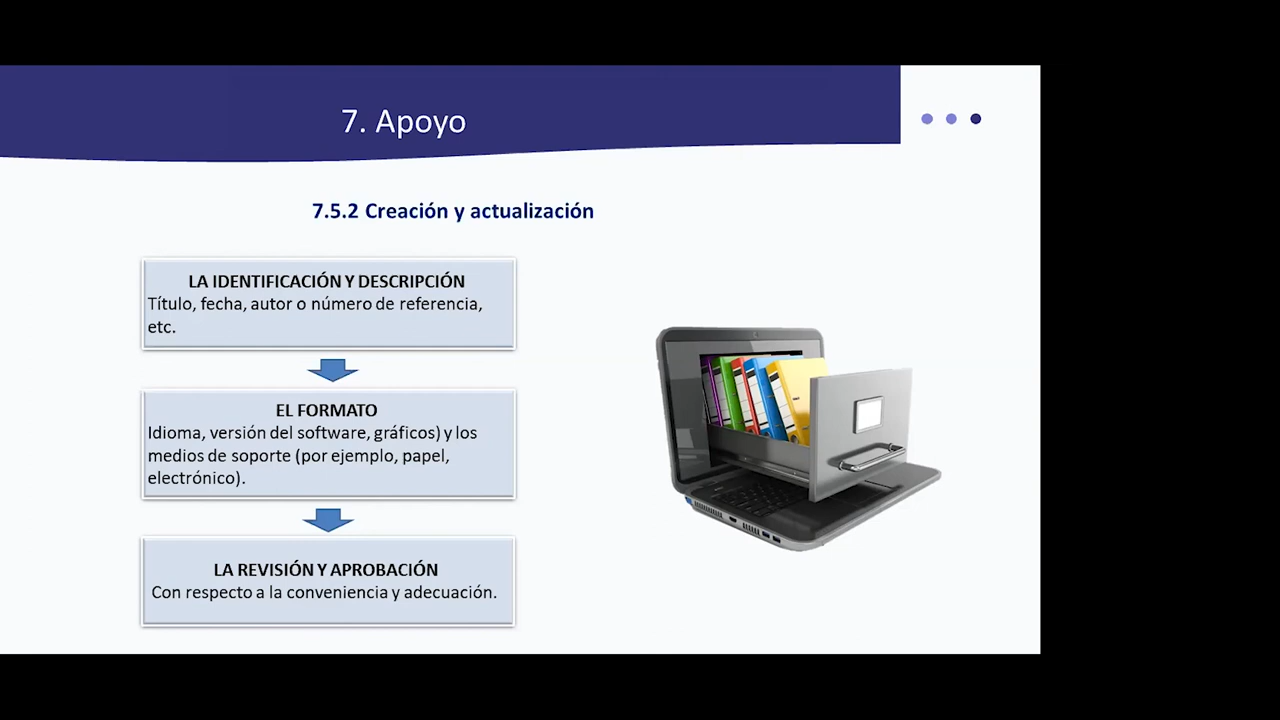 7. Apoyo
7.5.2 Creación y actualización
LA IDENTIFICACIÓN Y DESCRIPCIÓN
Título, fecha, autor o número de referencia,
etc.
EL FORMATO
Idioma, versión del software, gráficos) y los
medios de soporte (por ejemplo, papel,
electrónico).
LA REVISIÓN Y APROBACIÓN
Con respecto a la conveniencia y adecuación.